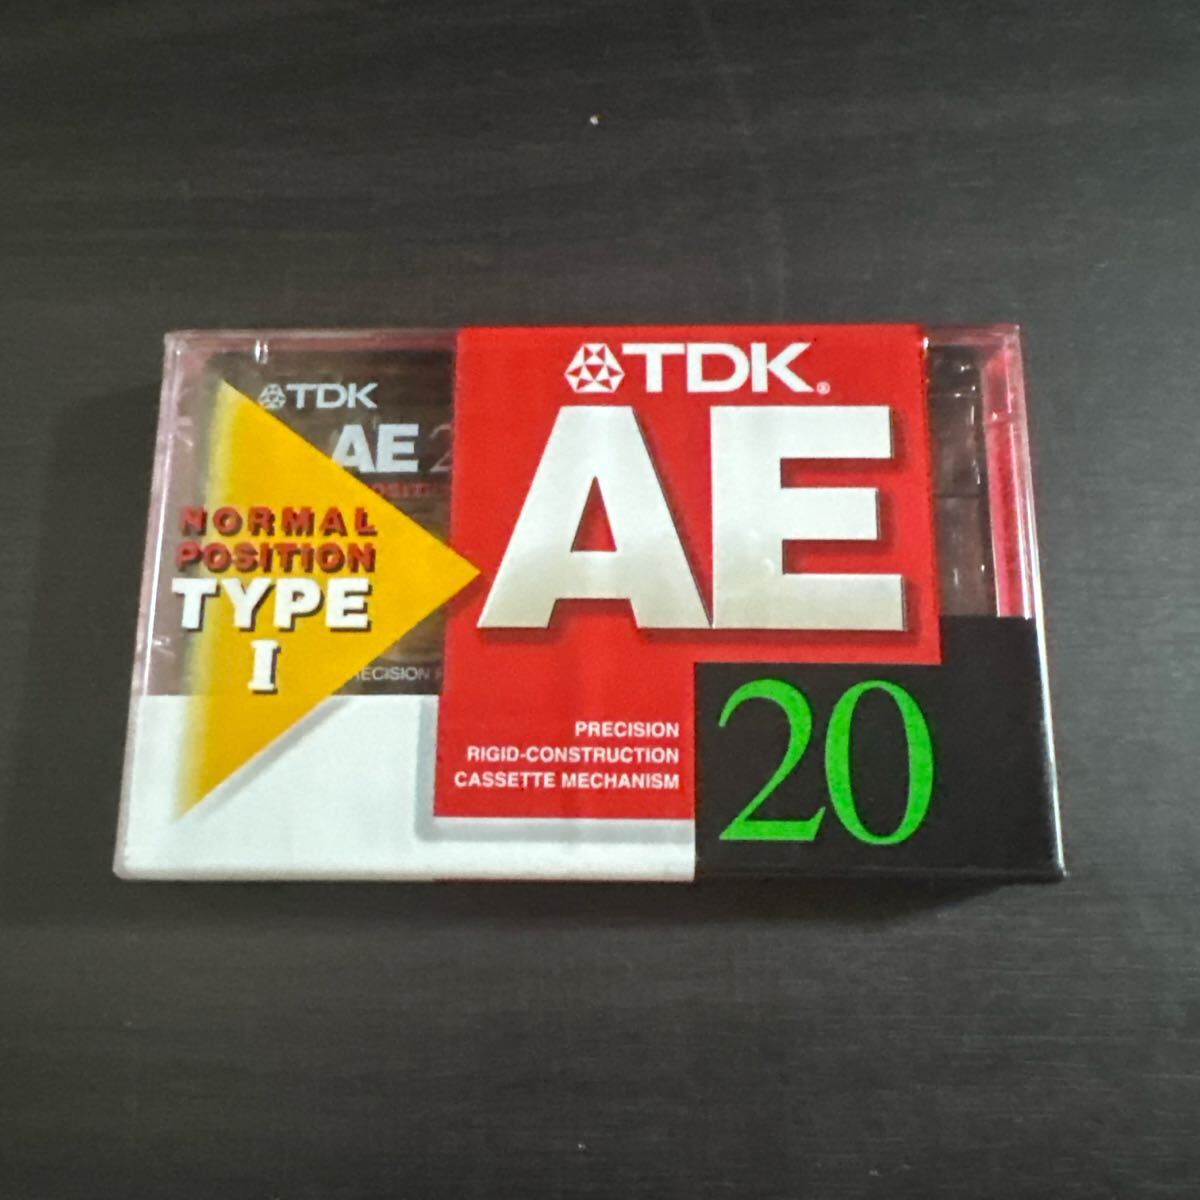 TDK
AE
NORMAL
POSITION
TYPE
I
TDK®
AE
PRECISION
RIGID-CONSTRUCTION
CASSETTE MECHANISM
20